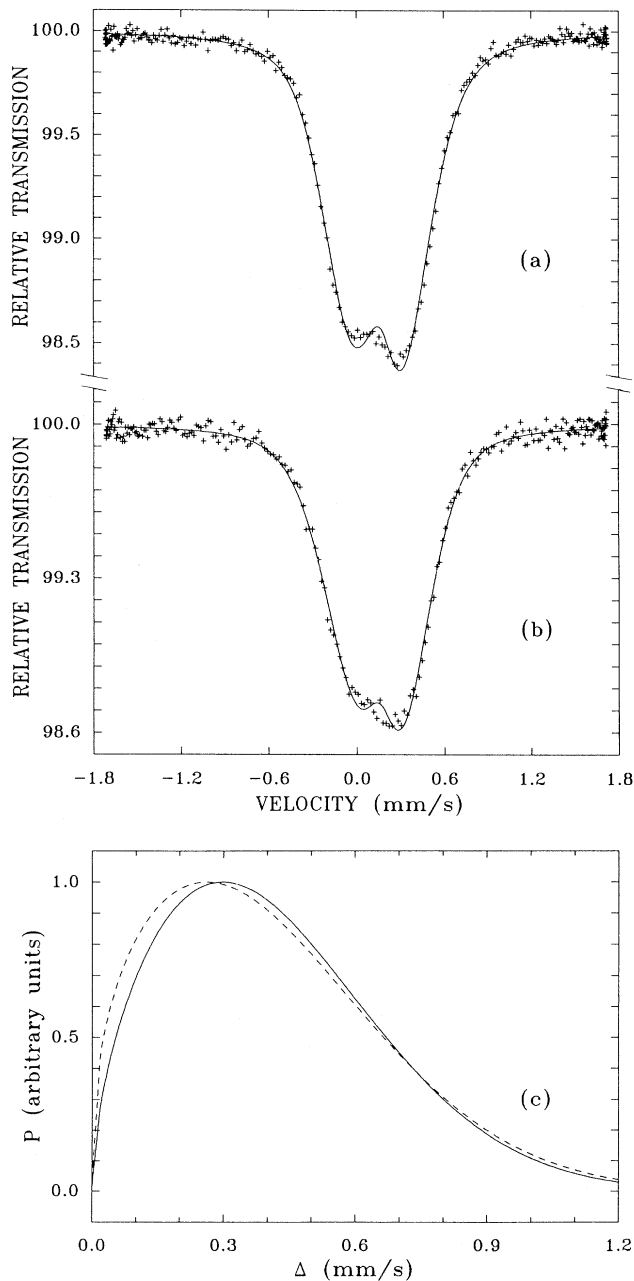 100.0
99.5
99.0
98.5
RELATIVE TRANSMISSION
(a)
100.0
99.3
98.6
RELATIVE TRANSMISSION
(b)
-1.8 -1.2 -0.6 0.0 0.6 1.2 1.8
VELOCITY (mm/s)
1.0
0.5
0.0
P (arbitrary units)
(c)
0.0 0.3 0.6 0.9 1.2
Δ (mm/s)